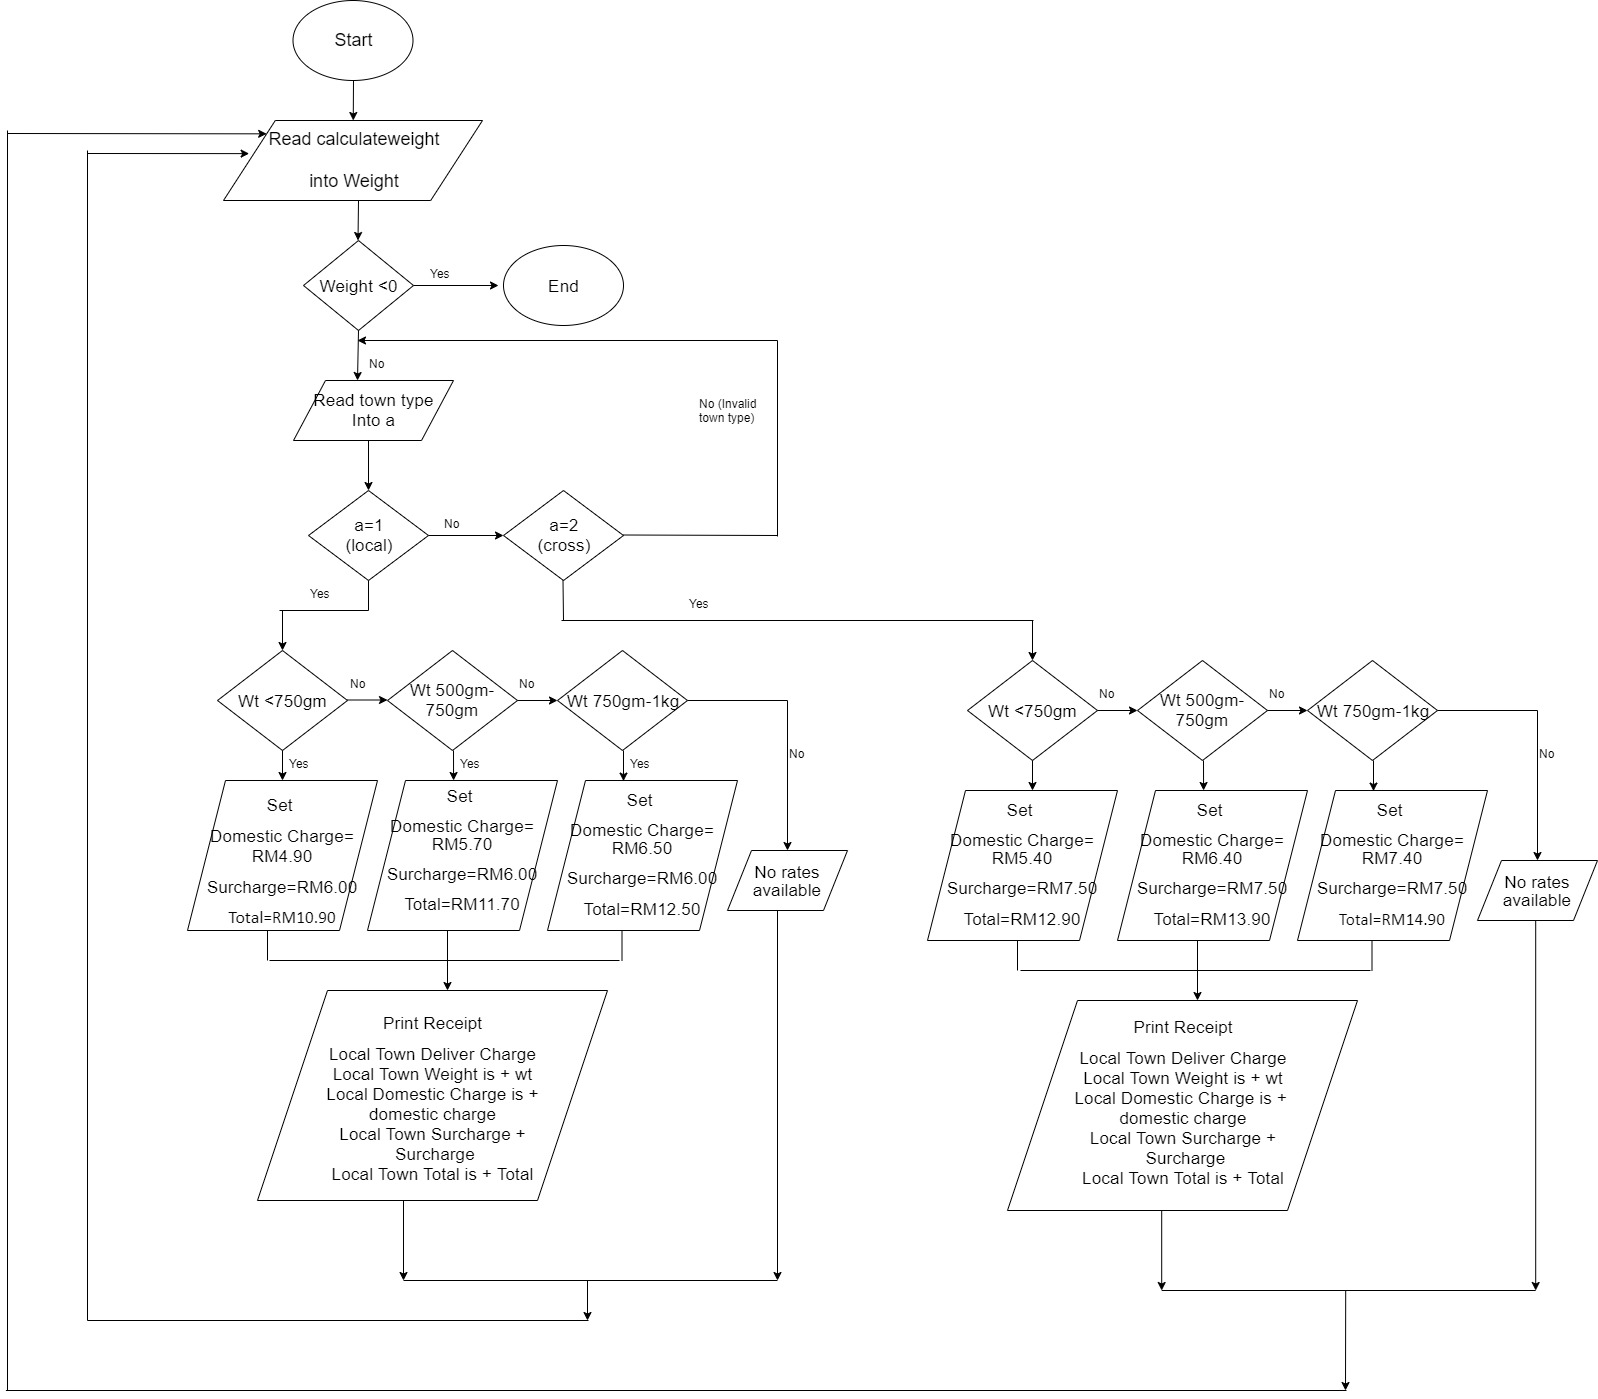 Start
Read calculateweight
into Weight
Weight <0
Yes
End
No
Read town type
Into a
No (Invalid
town type)
a=1
(local)
No
a=2
(cross)
Yes
Yes
Wt <750gm
No
Wt 500gm-
750gm
No
Wt 750gm-1kg
No
Yes
Yes
Yes
Set
Domestic Charge=
RM4.90
Surcharge=RM6.00
Total=RM10.90
Set
Domestic Charge=
RM5.70
Surcharge=RM6.00
Total=RM11.70
Set
Domestic Charge=
RM6.50
Surcharge=RM6.00
Total=RM12.50
No rates
available
Print Receipt
Local Town Deliver Charge
Local Town Weight is + wt
Local Domestic Charge is +
domestic charge
Local Town Surcharge +
Surcharge
Local Town Total is + Total
Wt <750gm
No
Wt 500gm-
750gm
No
Wt 750gm-1kg
No
Set
Domestic Charge=
RM5.40
Surcharge=RM7.50
Total=RM12.90
Set
Domestic Charge=
RM6.40
Surcharge=RM7.50
Total=RM13.90
Set
Domestic Charge=
RM7.40
Surcharge=RM7.50
Total=RM14.90
No rates
available
Print Receipt
Local Town Deliver Charge
Local Town Weight is + wt
Local Domestic Charge is +
domestic charge
Local Town Surcharge +
Surcharge
Local Town Total is + Total